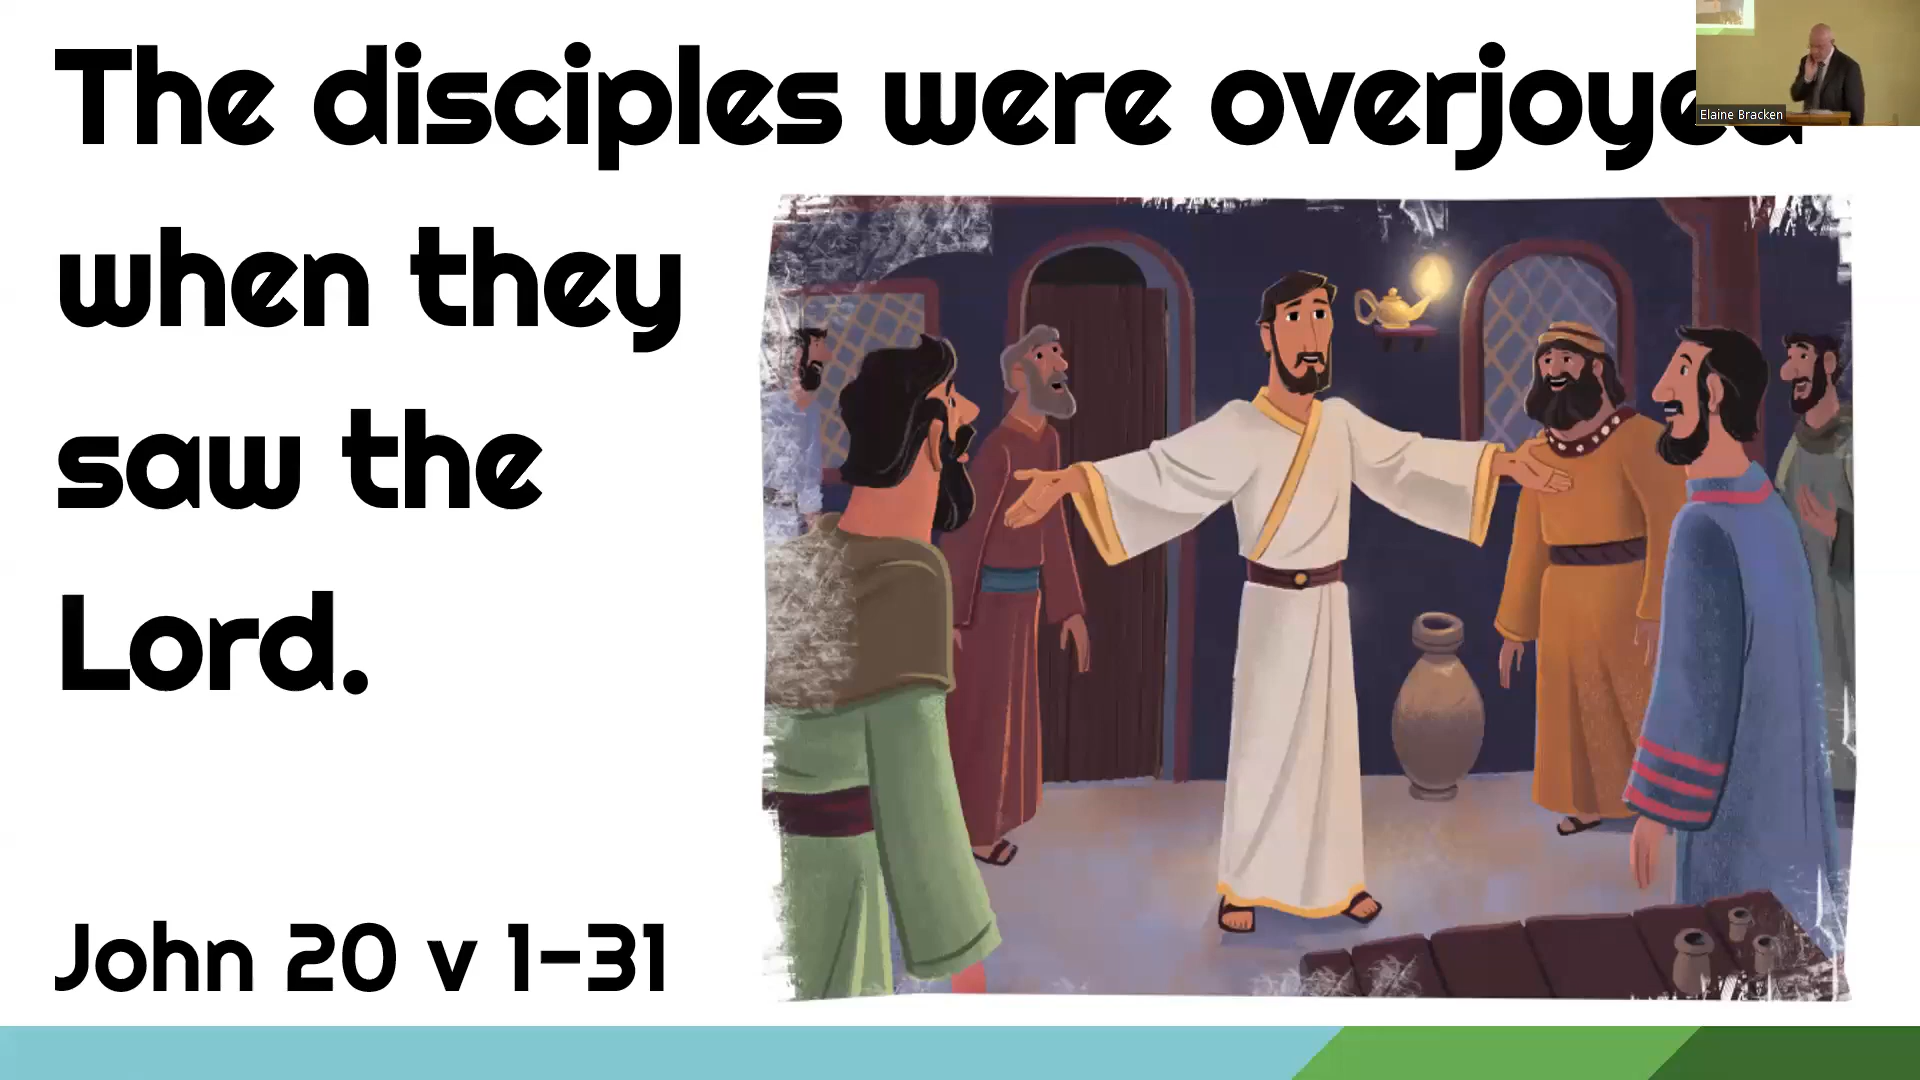 The disciples were overjoyed
when they
saw the
Lord.
John 20 v 1-31
Elaine Bracken